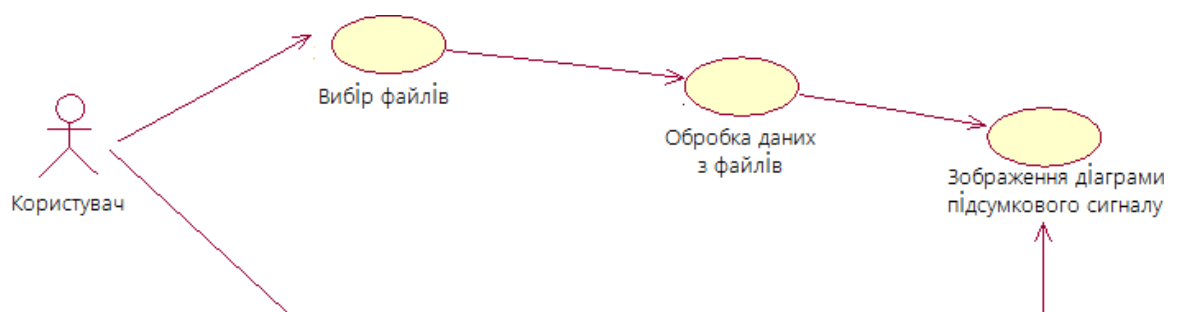 Вибір файлів
Обробка даних
з файлів
Користувач
Зображення діаграми
підсумкового сигналу